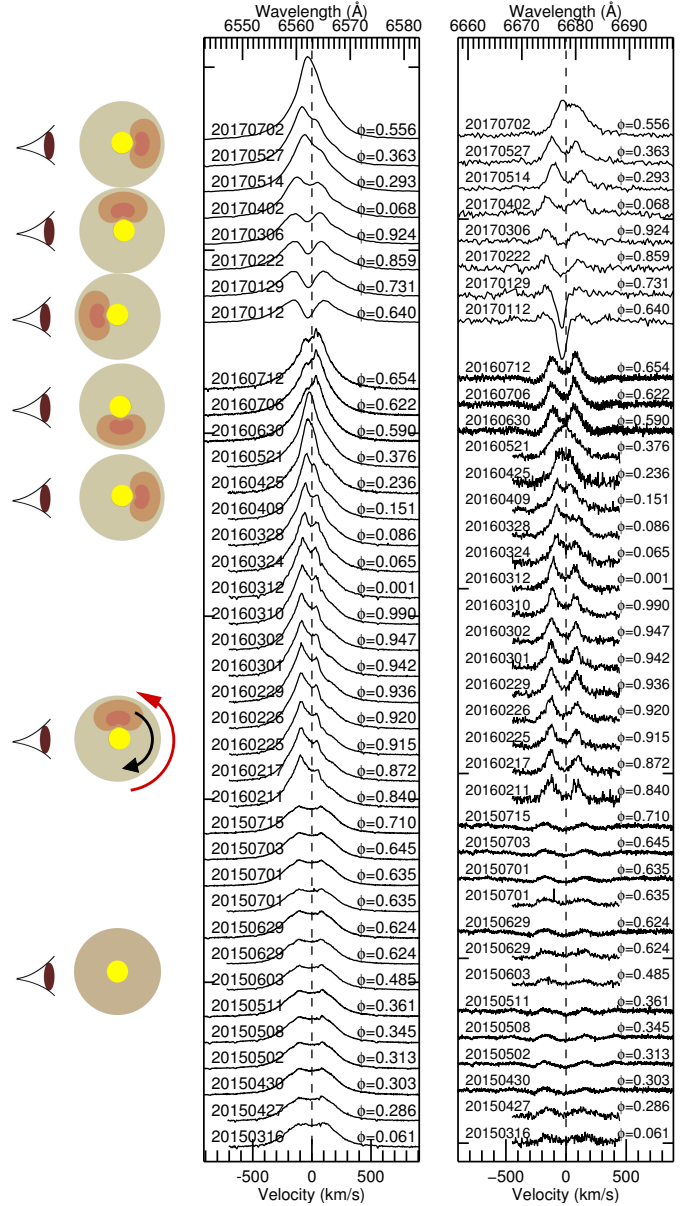 Wavelength (Å)
6550 6560 6570 6580
20170702 ϕ=0.556
20170527 ϕ=0.363
20170514 ϕ=0.293
20170402 ϕ=0.068
20170306 ϕ=0.924
20170222 ϕ=0.859
20170129 ϕ=0.731
20170112 ϕ=0.640
20160712 ϕ=0.654
20160706 ϕ=0.622
20160630 ϕ=0.590
20160521 ϕ=0.376
20160425 ϕ=0.236
20160409 ϕ=0.151
20160328 ϕ=0.086
20160324 ϕ=0.065
20160312 ϕ=0.001
20160310 ϕ=0.990
20160302 ϕ=0.947
20160301 ϕ=0.942
20160229 ϕ=0.936
20160226 ϕ=0.920
20160225 ϕ=0.915
20160217 ϕ=0.872
20160211 ϕ=0.840
20150715 ϕ=0.710
20150703 ϕ=0.645
20150701 ϕ=0.635
20150701 ϕ=0.635
20150629 ϕ=0.624
20150629 ϕ=0.624
20150603 ϕ=0.485
20150511 ϕ=0.361
20150508 ϕ=0.345
20150502 ϕ=0.313
20150430 ϕ=0.303
20150427 ϕ=0.286
20150316 ϕ=0.061
-500 0 500
Velocity (km/s)
Wavelength (Å)
6660 6670 6680 6690
20170702 ϕ=0.556
20170527 ϕ=0.363
20170514 ϕ=0.293
20170402 ϕ=0.068
20170306 ϕ=0.924
20170222 ϕ=0.859
20170129 ϕ=0.731
20170112 ϕ=0.640
20160712 ϕ=0.654
20160706 ϕ=0.622
20160630 ϕ=0.590
20160521 ϕ=0.376
20160425 ϕ=0.236
20160409 ϕ=0.151
20160328 ϕ=0.086
20160324 ϕ=0.065
20160312 ϕ=0.001
20160310 ϕ=0.990
20160302 ϕ=0.947
20160301 ϕ=0.942
20160229 ϕ=0.936
20160226 ϕ=0.920
20160225 ϕ=0.915
20160217 ϕ=0.872
20160211 ϕ=0.840
20150715 ϕ=0.710
20150703 ϕ=0.645
20150701 ϕ=0.635
20150701 ϕ=0.635
20150629 ϕ=0.624
20150629 ϕ=0.624
20150603 ϕ=0.485
20150511 ϕ=0.361
20150508 ϕ=0.345
20150502 ϕ=0.313
20150430 ϕ=0.303
20150427 ϕ=0.286
20150316 ϕ=0.061
−500 0 500
Velocity (km/s)